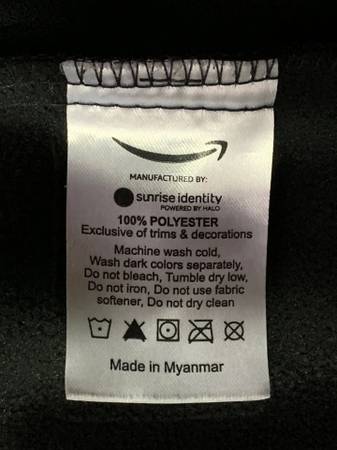 MANUFACTURED BY:
sunrise identity
POWERED BY HALO
100% POLYESTER
Exclusive of trims & decorations
Machine wash cold,
Wash dark colors separately,
Do not bleach, Tumble dry low,
Do not iron, Do not use fabric
softener, Do not dry clean
Made in Myanmar